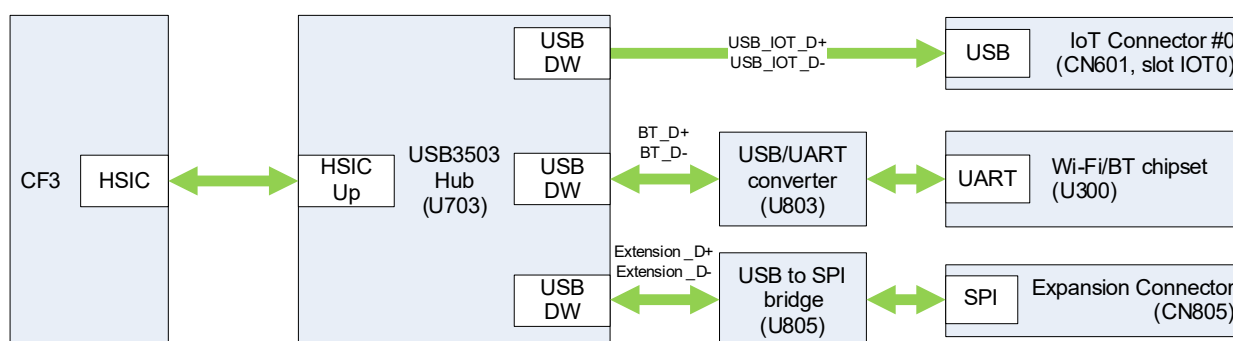 CF3
HSIC
HSIC
Up
USB3503
Hub
(U703)
USB
DW
USB_IOT_D+
USB_IOT_D-
USB
IoT Connector #0
(CN601, slot IOT0)
USB
DW
BT_D+
BT_D-
USB/UART
converter
(U803)
UART
Wi-Fi/BT chipset
(U300)
USB
DW
Extension_D+
Extension_D-
USB to SPI
bridge
(U805)
SPI
Expansion Connector
(CN805)